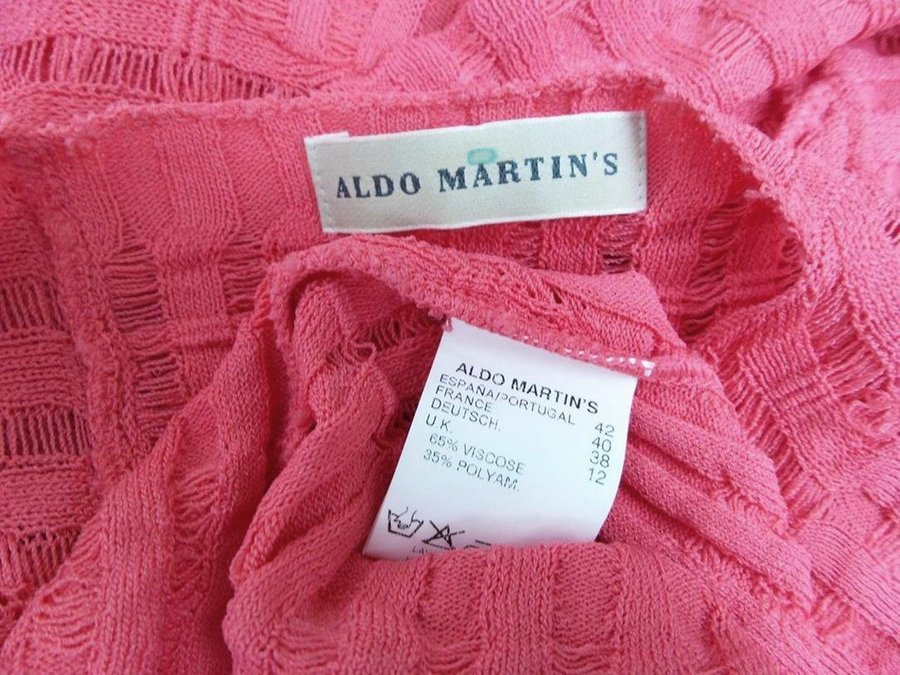 ALDO MARTIN'S
ALDO MARTIN'S
ESPAÑA/PORTUGAL 42
FRANCE 40
DEUTSCH. 38
U.K. 12
65% VISCOSE
35% POLYAM.